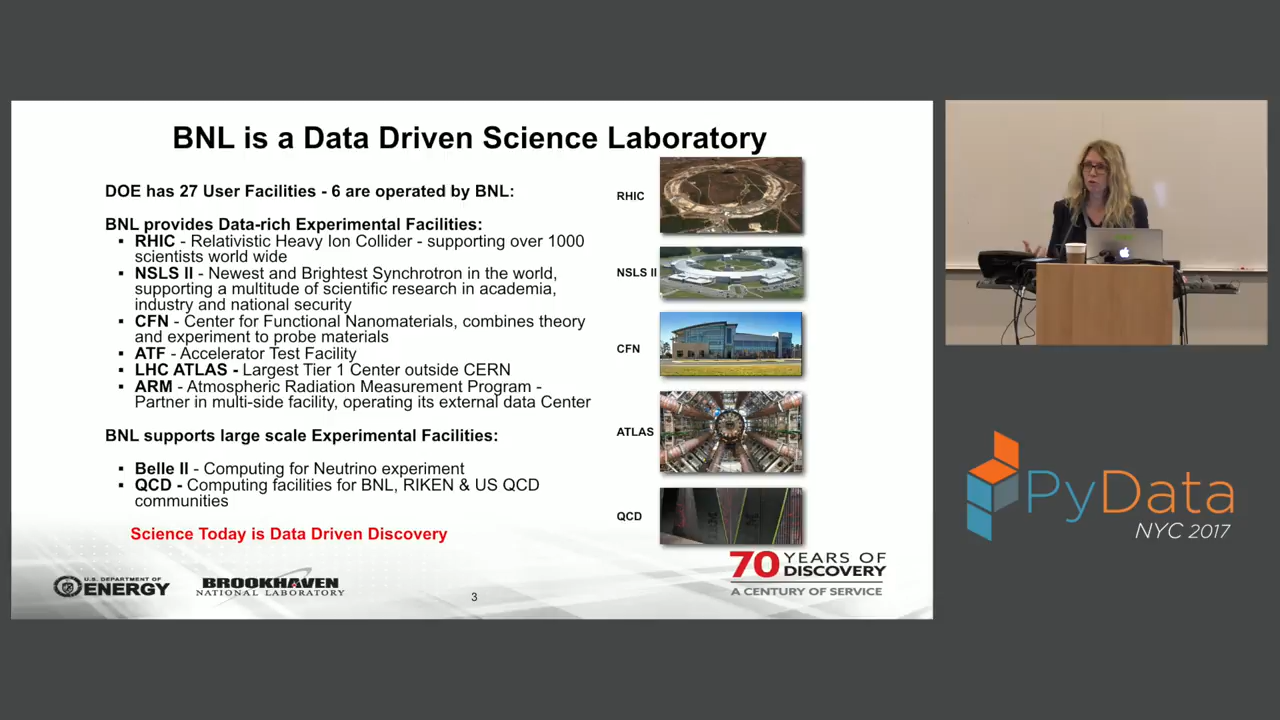 BNL is a Data Driven Science Laboratory
DOE has 27 User Facilities - 6 are operated by BNL:
BNL provides Data-rich Experimental Facilities:
▪ RHIC - Relativistic Heavy Ion Collider - supporting over 1000
scientists world wide
▪ NSLS II - Newest and Brightest Synchrotron in the world,
supporting a multitude of scientific research in academia,
industry and national security
▪ CFN - Center for Functional Nanomaterials, combines theory
and experiment to probe materials
▪ ATF - Accelerator Test Facility
▪ LHC ATLAS - Largest Tier 1 Center outside CERN
▪ ARM - Atmospheric Radiation Measurement Program -
Partner in multi-side facility, operating its external data Center
BNL supports large scale Experimental Facilities:
▪ Belle II - Computing for Neutrino experiment
▪ QCD - Computing facilities for BNL, RIKEN & US QCD
communities
Science Today is Data Driven Discovery
RHIC
NSLS II
CFN
ATLAS
QCD
U.S. DEPARTMENT OF
ENERGY
BROOKHAVEN
NATIONAL LABORATORY
3
70 YEARS OF
DISCOVERY
A CENTURY OF SERVICE
PyData
NYC 2017